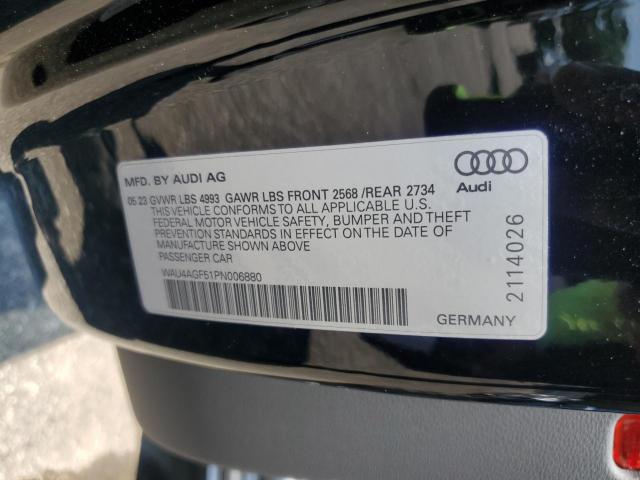 MFD. BY AUDI AG
05 23 GVWR LBS 4993 GAWR LBS FRONT 2568 /REAR 2734
THIS VEHICLE CONFORMS TO ALL APPLICABLE U.S.
FEDERAL MOTOR VEHICLE SAFETY, BUMPER AND THEFT
PREVENTION STANDARDS IN EFFECT ON THE DATE OF
MANUFACTURE SHOWN ABOVE
PASSENGER CAR
WAU4AGF51PN006880
Audi
2114026
GERMANY